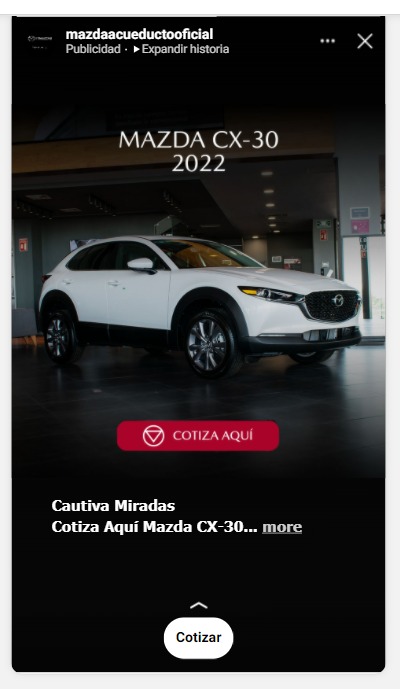 mazdaacueductooficial
Publicidad · Expandir historia
MAZDA CX-30
2022
COTIZA AQUÍ
Cautiva Miradas
Cotiza Aquí Mazda CX-30... more
Cotizar